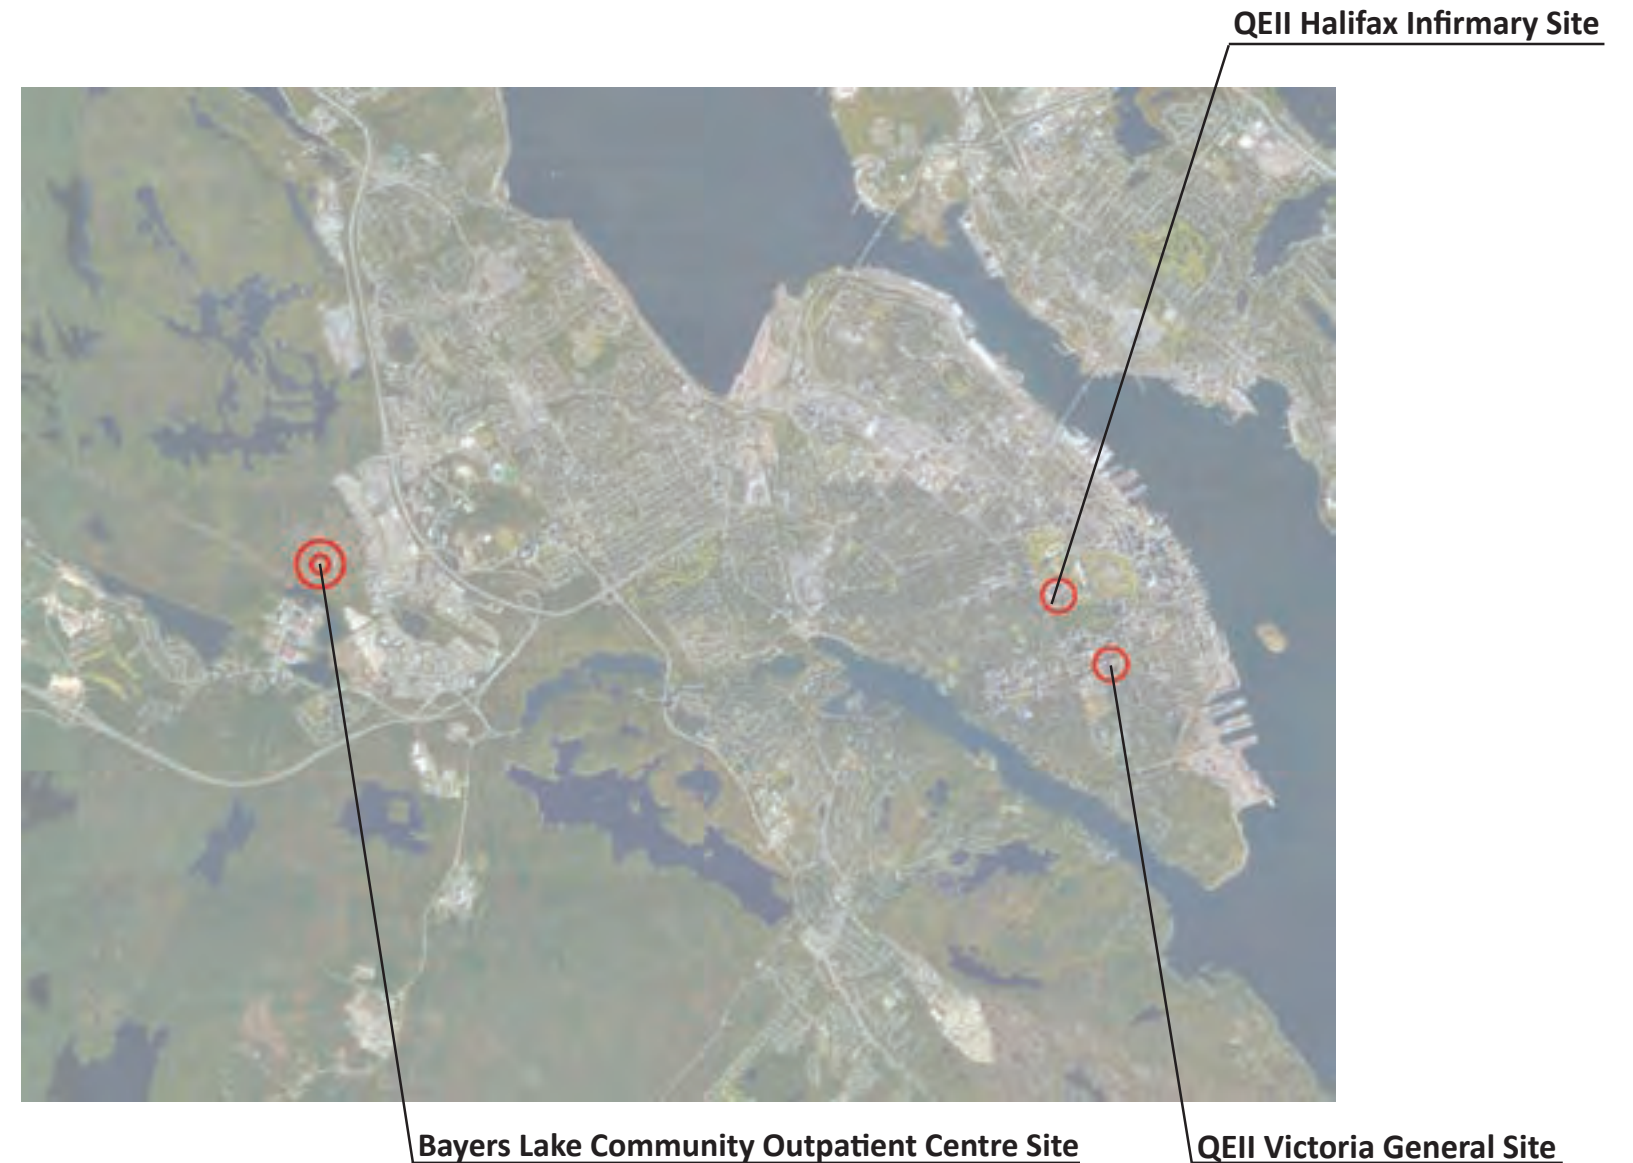 QEII Halifax Infirmary Site
Bayers Lake Community Outpatient Centre Site
QEII Victoria General Site